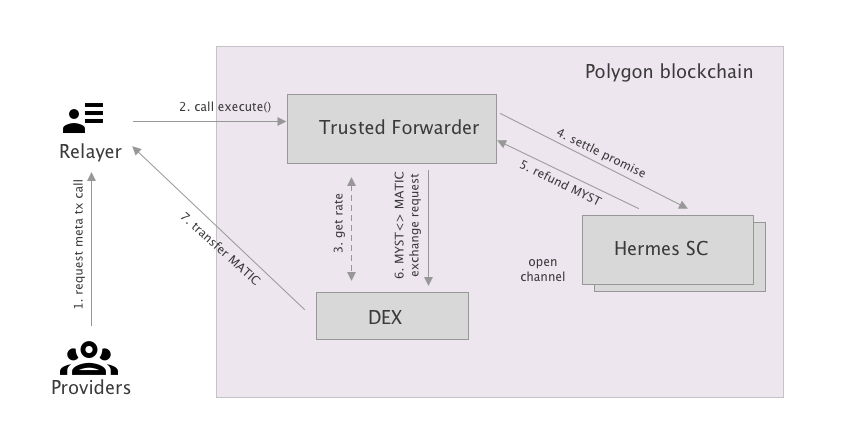 Polygon blockchain
2. call execute()
Trusted Forwarder
Relayer
4. settle promise
5. refund MYST
1. request meta tx call
7. transfer MATIC
3. get rate
6. MYST<> MATIC
exchange request
Hermes SC
open
channel
DEX
Providers